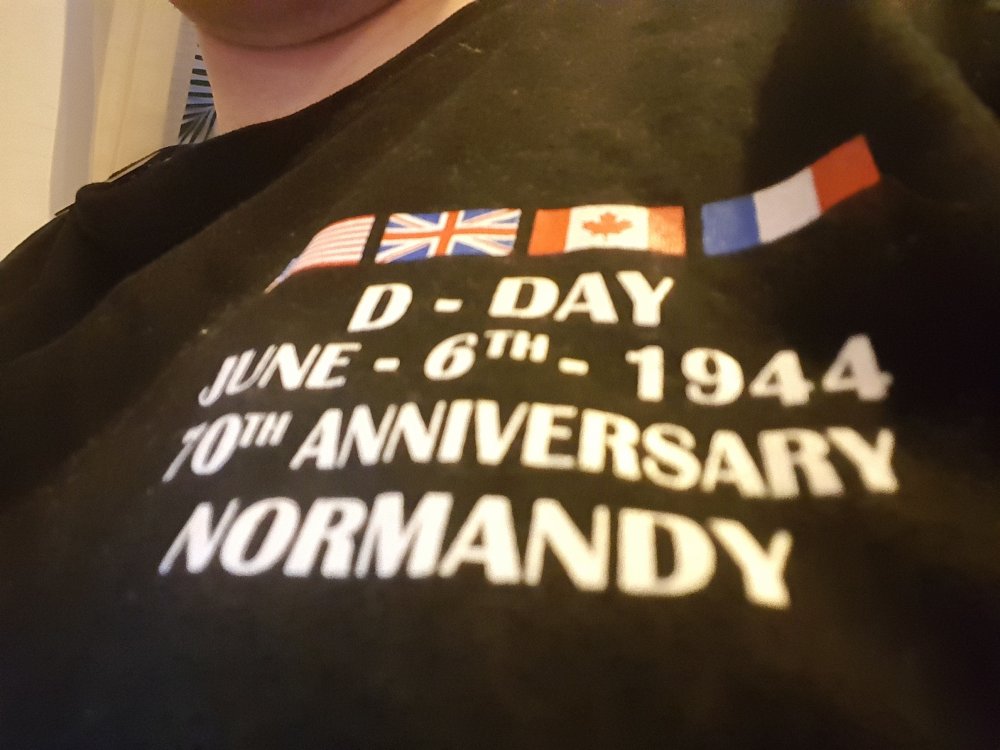 D - DAY
JUNE - 6TH - 1944
70TH ANNIVERSARY
NORMANDY